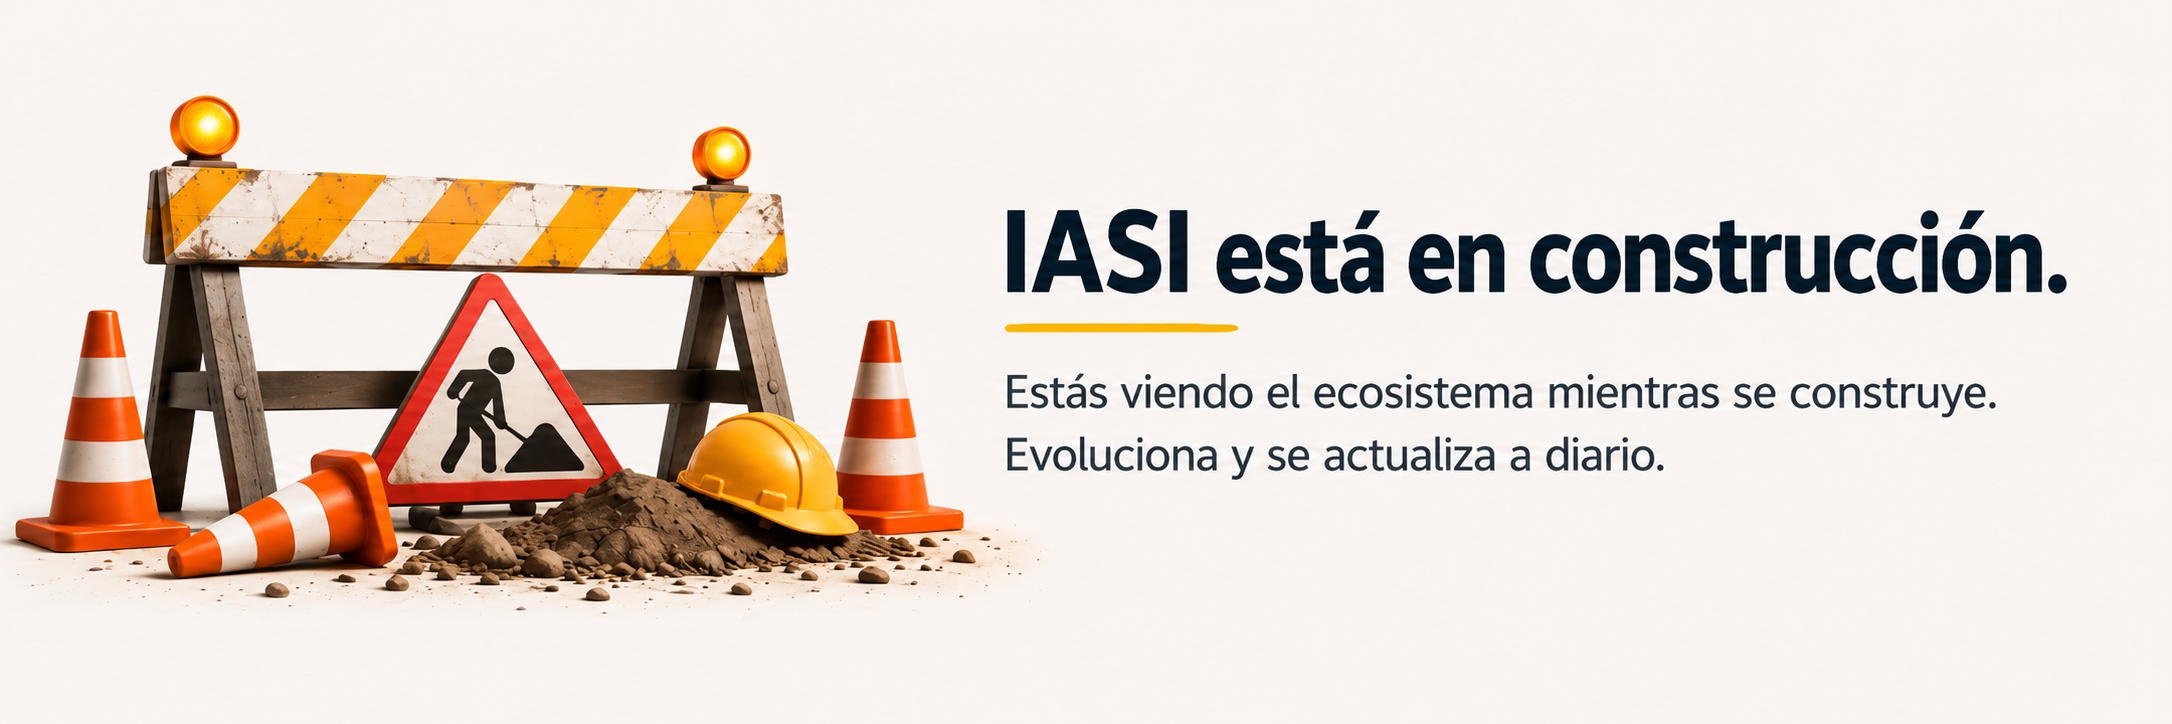 IASI está en construcción.
Estás viendo el ecosistema mientras se construye.
Evoluciona y se actualiza a diario.